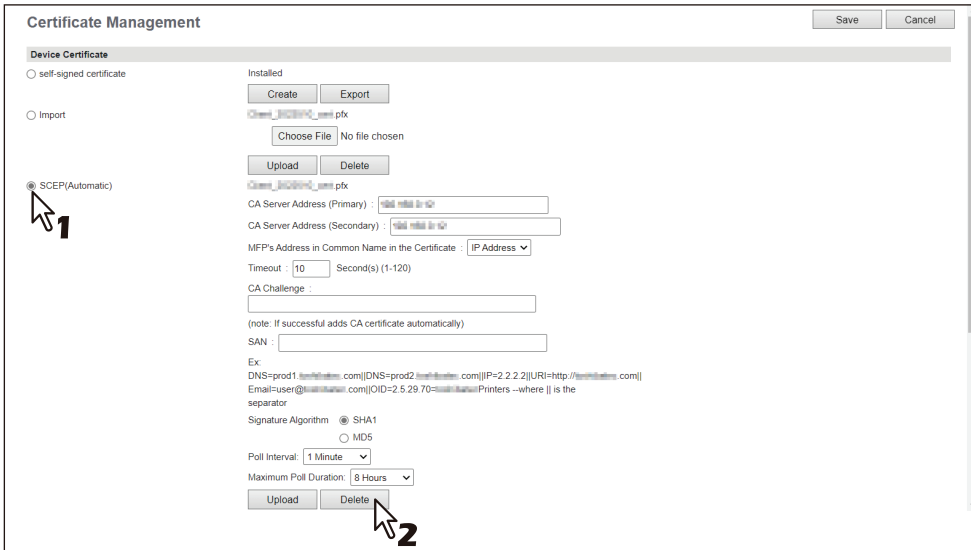 Certificate Management
Save Cancel
Device Certificate
self-signed certificate Installed
Create Export
Import .pfx
Choose File No file chosen
Upload Delete
SCEP(Automatic) .pfx
1
CA Server Address (Primary) :
CA Server Address (Secondary) :
MFP's Address in Common Name in the Certificate : IP Address
Timeout : 10 Second(s) (1-120)
CA Challenge :
(note: If successful adds CA certificate automatically)
SAN :
Ex:
DNS=prod1. .com||DNS=prod2. .com||IP=2.2.2.2||URI=http:// .com||
Email=user@ .com||OID=2.5.29.70= Printers --where || is the
separator
Signature Algorithm SHA1
MD5
Poll Interval: 1 Minute
Maximum Poll Duration: 8 Hours
Upload Delete
2